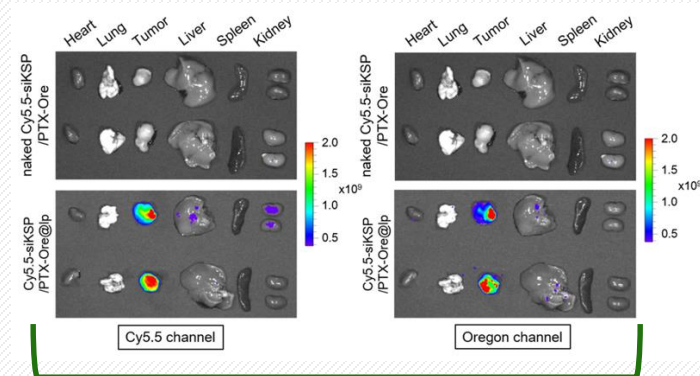 Heart Lung Tumor Liver Spleen Kidney
naked Cy5.5-siKSP
/PTX-Ore
Cy5.5-siKSP
/PTX-Ore@lp
2.0
1.5
x10⁹
1.0
0.5
Cy5.5 channel
Heart Lung Tumor Liver Spleen Kidney
naked Cy5.5-siKSP
/PTX-Ore
Cy5.5-siKSP
/PTX-Ore@lp
2.0
1.5
1.0
0.5
Oregon channel